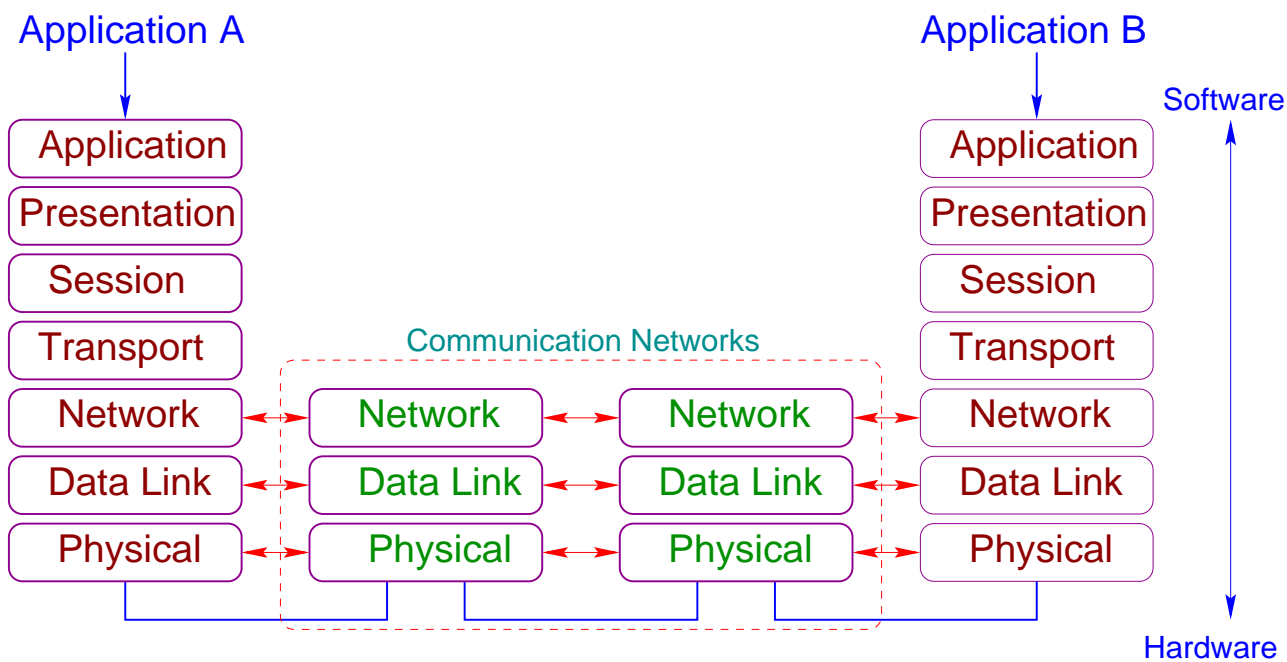 Application A
Application B
Software
Application
Application
Presentation
Presentation
Session
Session
Transport
Communication Networks
Transport
Network
Network
Network
Network
Data Link
Data Link
Data Link
Data Link
Physical
Physical
Physical
Physical
Hardware